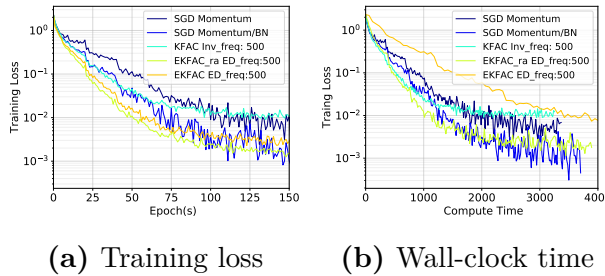 SGD Momentum
SGD Momentum/BN
KFAC Inv_freq: 500
EKFAC_ra ED_freq:500
EKFAC ED_freq:500
Training Loss
10⁰
10⁻¹
10⁻²
10⁻³
0 25 50 75 100 125 150
Epoch(s)
(a) Training loss
SGD Momentum
SGD Momentum/BN
KFAC Inv_freq: 500
EKFAC_ra ED_freq:500
EKFAC ED_freq:500
Training Loss
10⁰
10⁻¹
10⁻²
10⁻³
0 1000 2000 3000 400
Compute Time
(b) Wall-clock time